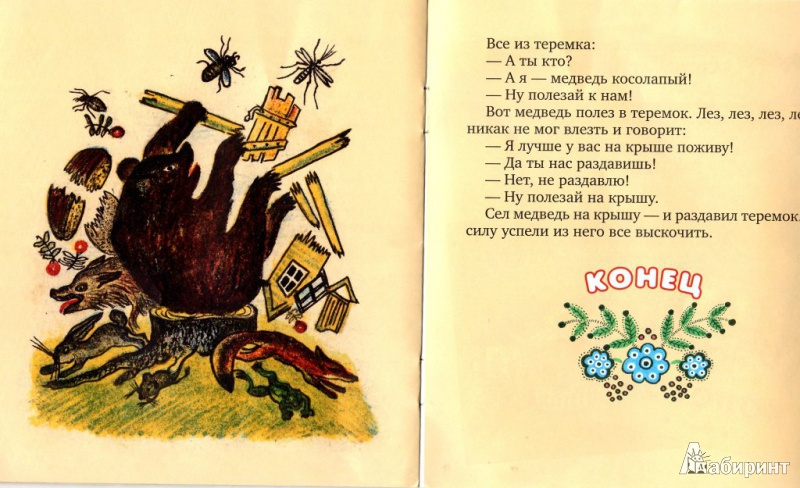 Все из теремка:
— А ты кто?
— А я — медведь косолапый!
— Ну полезай к нам!
Вот медведь полез в теремок. Лез, лез, лез, ле
никак не мог влезть и говорит:
— Я лучше у вас на крыше поживу!
— Да ты нас раздавишь!
— Нет, не раздавлю!
— Ну полезай на крышу.
Сел медведь на крышу — и раздавил теремок.
силу успели из него все выскочить.
КОНЕЦ
Лабиринт